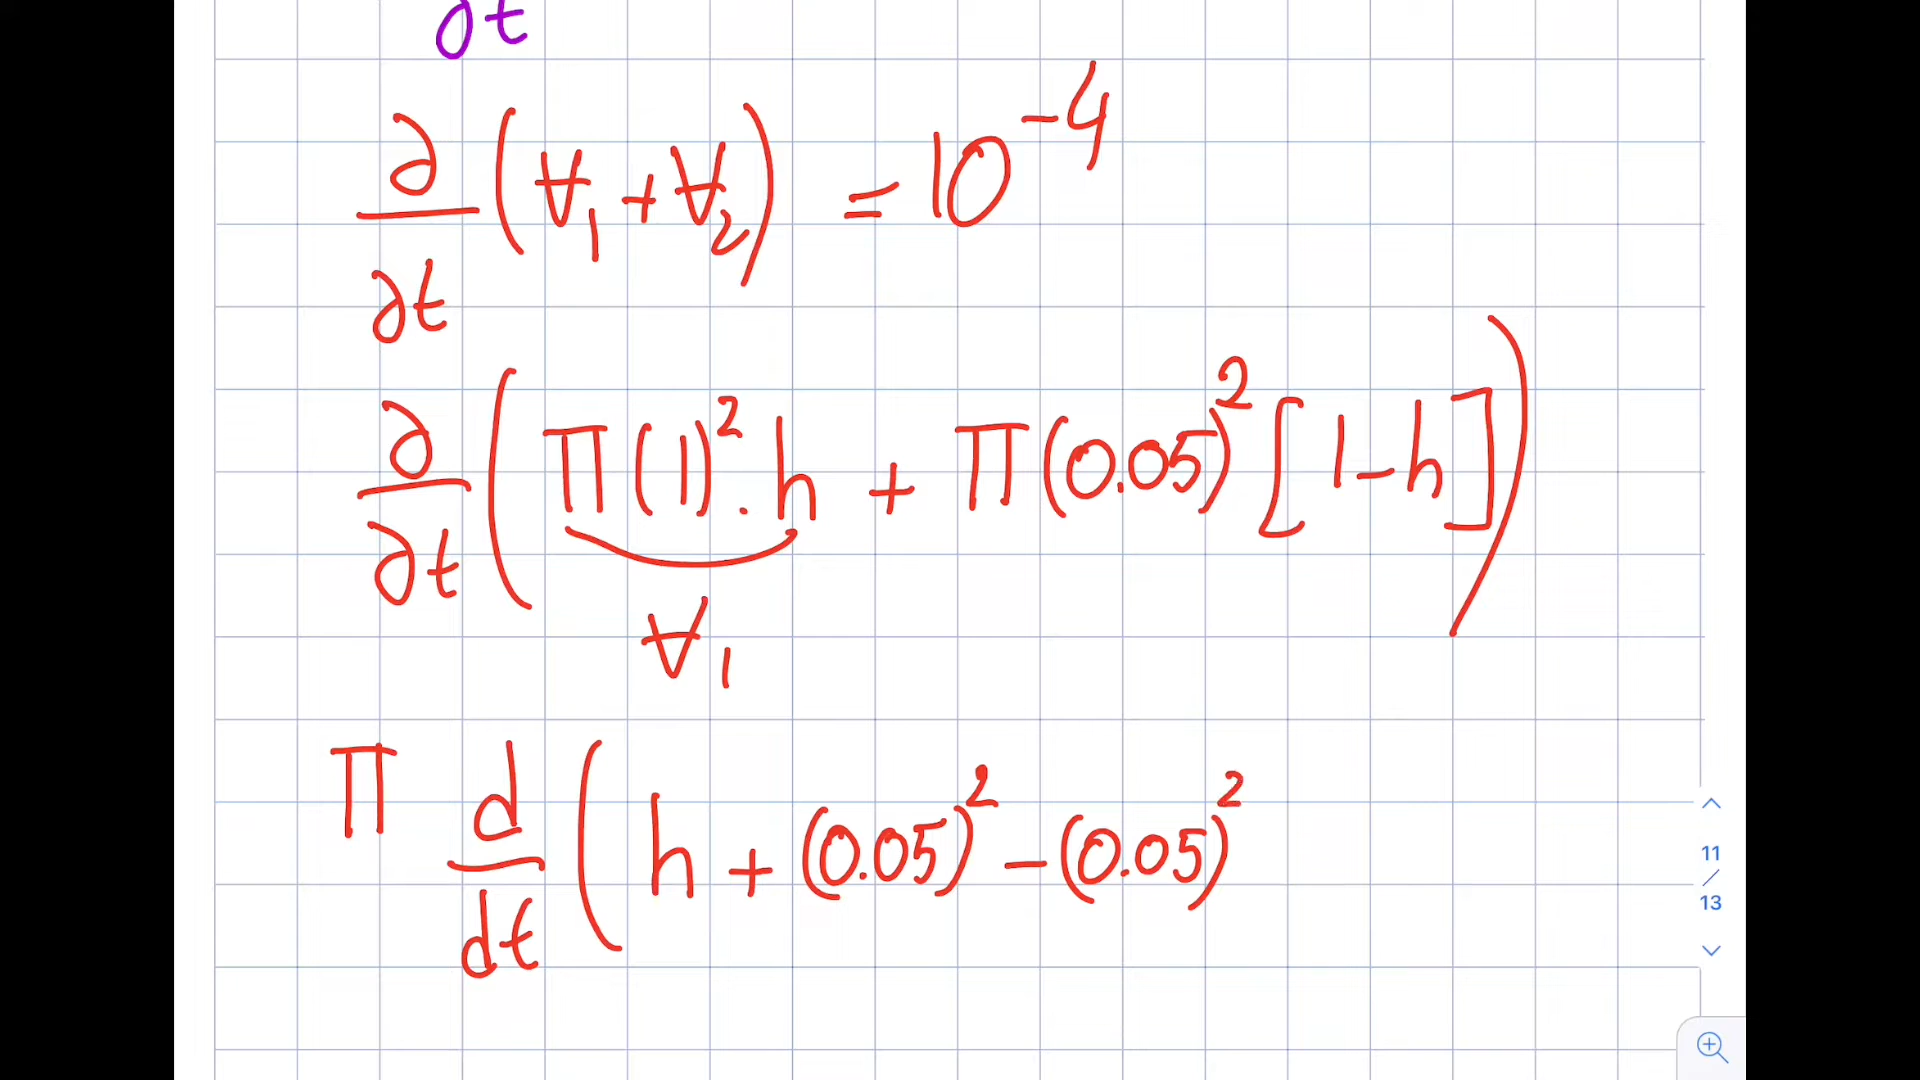 ∂t
∂/∂t (V̶₁ + V̶₂) = 10⁻⁴
∂/∂t (π(1)².h + π(0.05)² [1-h])
V̶₁
π d/dt (h + (0.05)² - (0.05)²
11
/
13